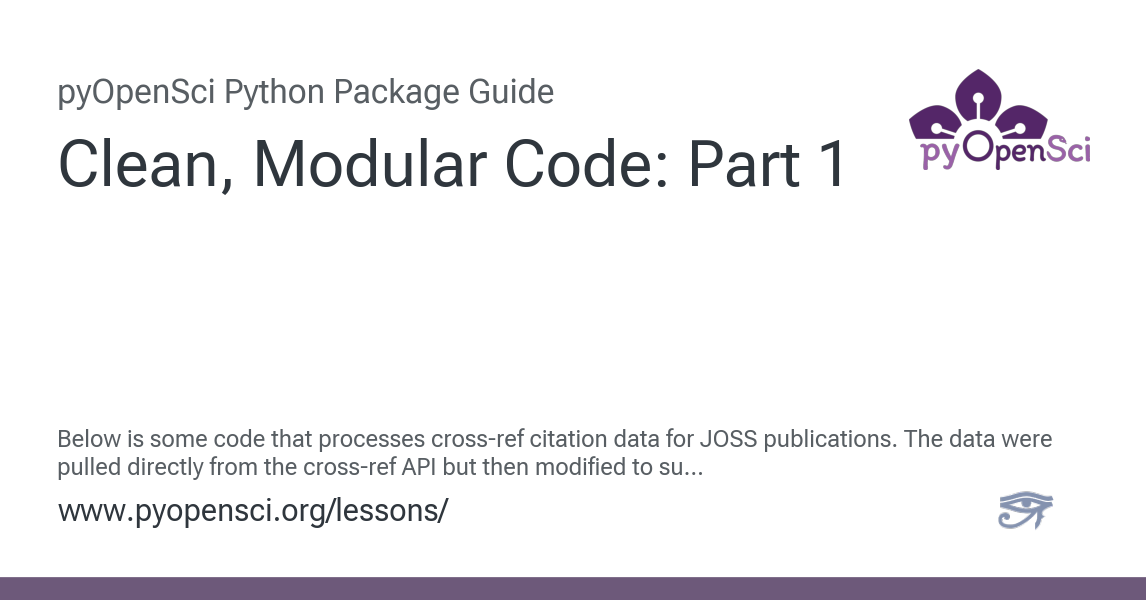 pyOpenSci Python Package Guide
Clean, Modular Code: Part 1
pyOpenSci
Below is some code that processes cross-ref citation data for JOSS publications. The data were
pulled directly from the cross-ref API but then modified to su...
www.pyopensci.org/lessons/